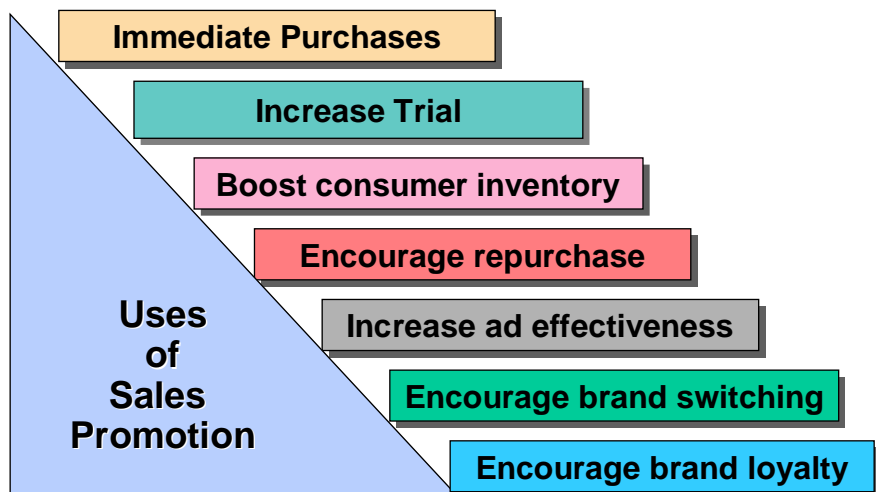 Immediate Purchases
Increase Trial
Boost consumer inventory
Encourage repurchase
Increase ad effectiveness
Encourage brand switching
Encourage brand loyalty
Uses
of
Sales
Promotion